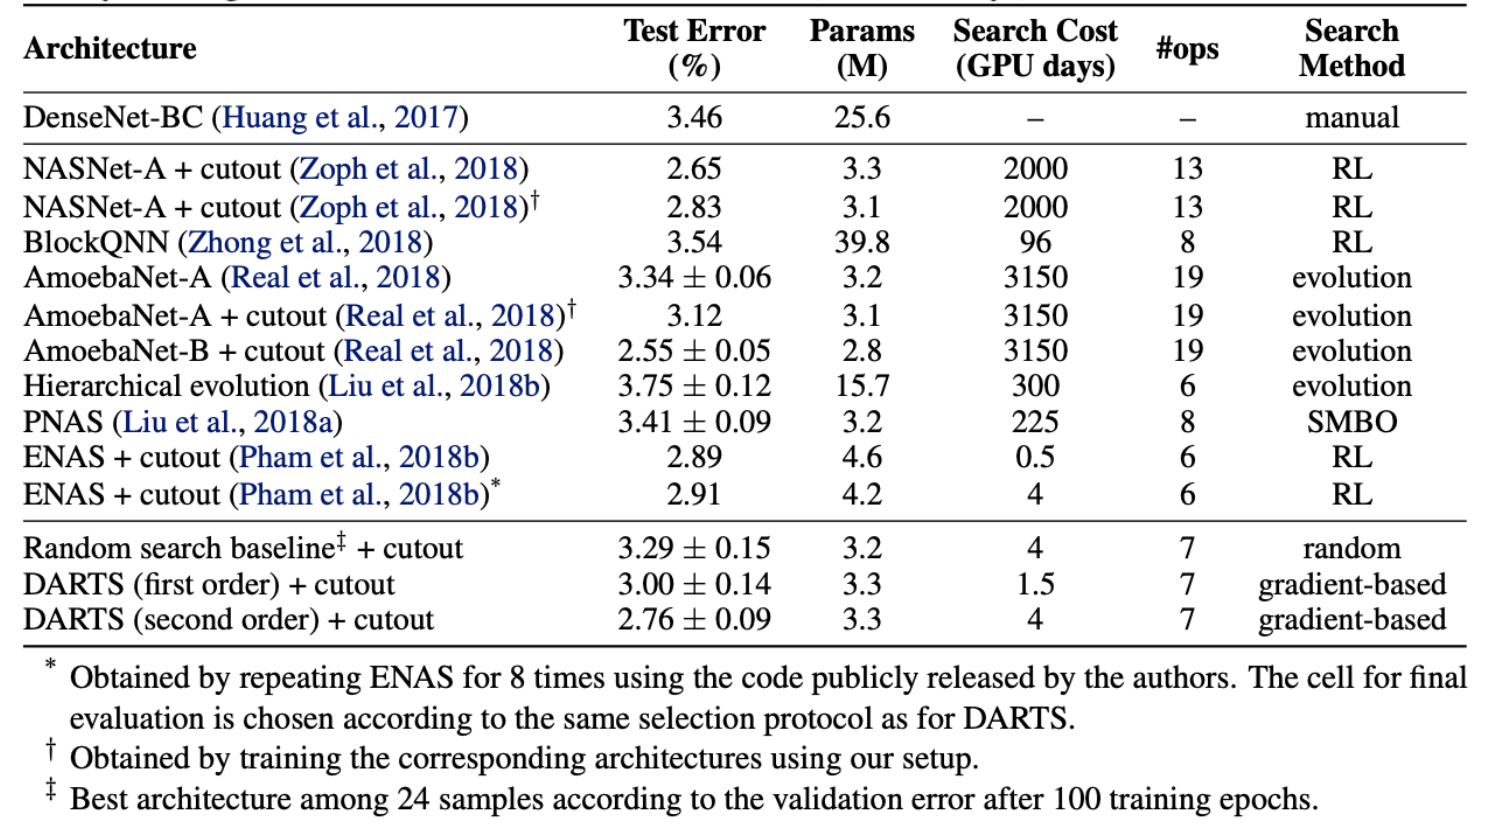 Architecture Test Error (%) Params (M) Search Cost (GPU days) #ops Search Method
DenseNet-BC (Huang et al., 2017) 3.46 25.6 – – manual
NASNet-A + cutout (Zoph et al., 2018) 2.65 3.3 2000 13 RL
NASNet-A + cutout (Zoph et al., 2018)† 2.83 3.1 2000 13 RL
BlockQNN (Zhong et al., 2018) 3.54 39.8 96 8 RL
AmoebaNet-A (Real et al., 2018) 3.34 ± 0.06 3.2 3150 19 evolution
AmoebaNet-A + cutout (Real et al., 2018)† 3.12 3.1 3150 19 evolution
AmoebaNet-B + cutout (Real et al., 2018) 2.55 ± 0.05 2.8 3150 19 evolution
Hierarchical evolution (Liu et al., 2018b) 3.75 ± 0.12 15.7 300 6 evolution
PNAS (Liu et al., 2018a) 3.41 ± 0.09 3.2 225 8 SMBO
ENAS + cutout (Pham et al., 2018b) 2.89 4.6 0.5 6 RL
ENAS + cutout (Pham et al., 2018b)* 2.91 4.2 4 6 RL
Random search baseline‡ + cutout 3.29 ± 0.15 3.2 4 7 random
DARTS (first order) + cutout 3.00 ± 0.14 3.3 1.5 7 gradient-based
DARTS (second order) + cutout 2.76 ± 0.09 3.3 4 7 gradient-based
* Obtained by repeating ENAS for 8 times using the code publicly released by the authors. The cell for final
evaluation is chosen according to the same selection protocol as for DARTS.
† Obtained by training the corresponding architectures using our setup.
‡ Best architecture among 24 samples according to the validation error after 100 training epochs.